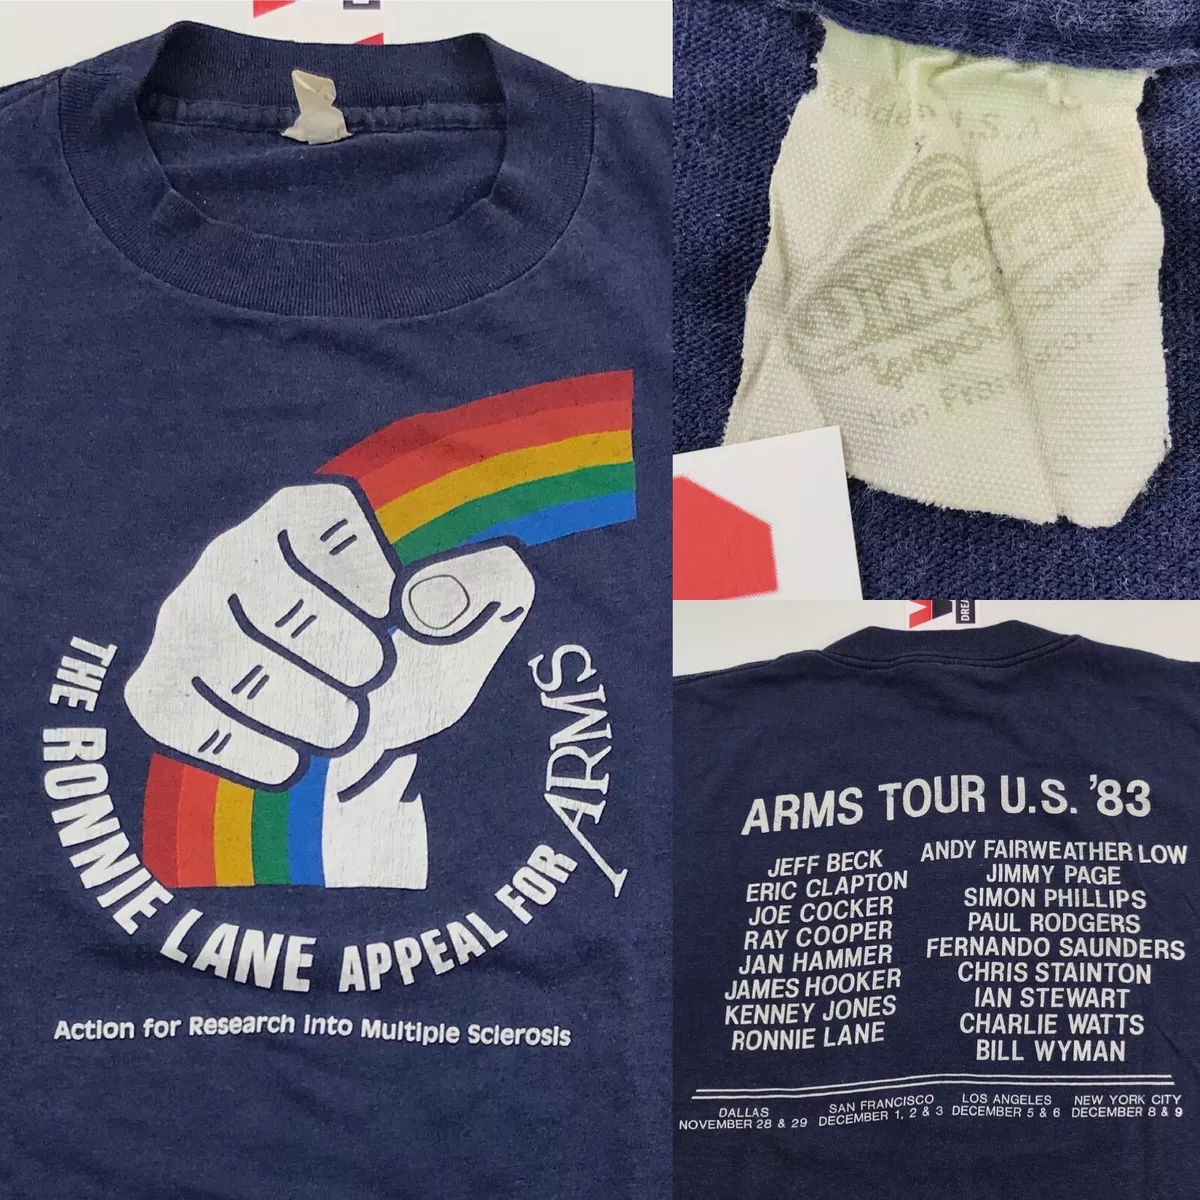 THE RONNIE LANE APPEAL FOR ARMS
Action for Research into Multiple Sclerosis
U.S.A.
ARMS TOUR U.S. '83
JEFF BECK
ERIC CLAPTON
JOE COCKER
RAY COOPER
JAN HAMMER
JAMES HOOKER
KENNEY JONES
RONNIE LANE
ANDY FAIRWEATHER LOW
JIMMY PAGE
SIMON PHILLIPS
PAUL RODGERS
FERNANDO SAUNDERS
CHRIS STAINTON
IAN STEWART
CHARLIE WATTS
BILL WYMAN
DALLAS
NOVEMBER 28 & 29
SAN FRANCISCO
DECEMBER 1, 2 & 3
LOS ANGELES
DECEMBER 5 & 6
NEW YORK CITY
DECEMBER 8 & 9